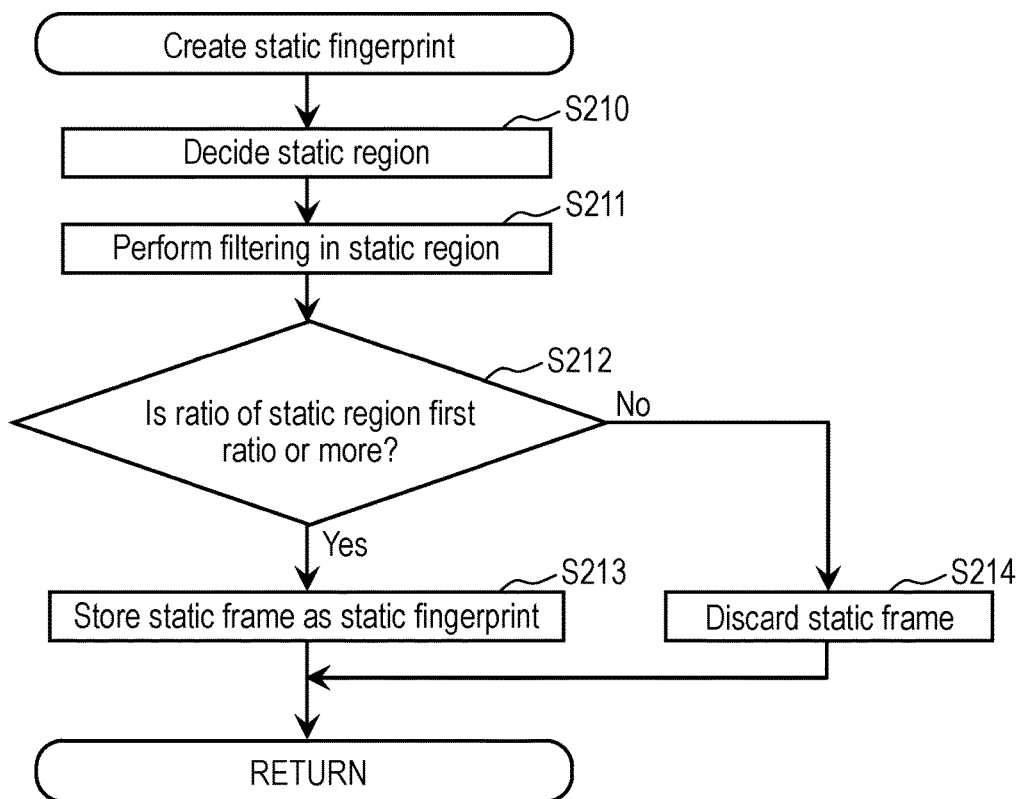 Create static fingerprint
S210
Decide static region
S211
Perform filtering in static region
S212
Is ratio of static region first
ratio or more?
No
Yes
S213
Store static frame as static fingerprint
S214
Discard static frame
RETURN